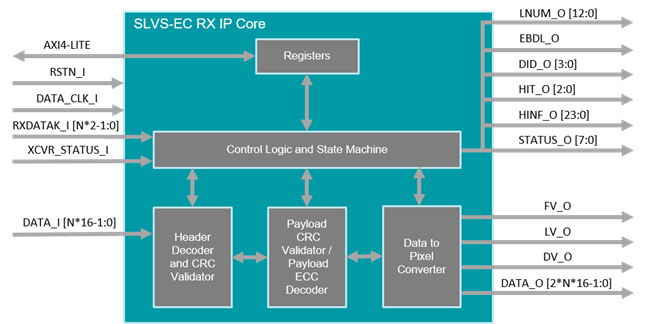 SLVS-EC RX IP Core
AXI4-LITE
RSTN_I
DATA_CLK_I
RXDATAK_I [N*2-1:0]
XCVR_STATUS_I
DATA_I [N*16-1:0]
Registers
Control Logic and State Machine
Header
Decoder
and CRC
Validator
Payload
CRC
Validator /
Payload
ECC
Decoder
Data to
Pixel
Converter
LNUM_O [12:0]
EBDL_O
DID_O [3:0]
HIT_O [2:0]
HINF_O [23:0]
STATUS_O [7:0]
FV_O
LV_O
DV_O
DATA_O [2*N*16-1:0]